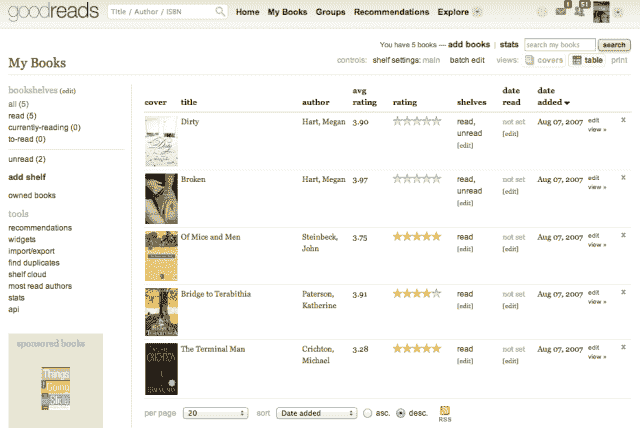 goodreads Title / Author / ISBN Home My Books Groups Recommendations Explore 1 51
You have 5 books — add books | stats search my books search
My Books controls: shelf settings: main batch edit views: covers table print
bookshelves (edit)
all (5)
read (5)
currently-reading (0)
to-read (0)
unread (2)
add shelf
owned books
tools
recommendations
widgets
import/export
find duplicates
shelf cloud
most read authors
stats
api
sponsored books
Things
Going
cover title author avg rating rating shelves date read date added
Dirty Hart, Megan 3.90 read, unread [edit] not set [edit] Aug 07, 2007 edit view » x
Broken Hart, Megan 3.97 read, unread [edit] not set [edit] Aug 07, 2007 edit view » x
Of Mice and Men Steinbeck, John 3.75 read [edit] not set [edit] Aug 07, 2007 edit view » x
Bridge to Terabithia Paterson, Katherine 3.91 read [edit] not set [edit] Aug 07, 2007 edit view » x
The Terminal Man Crichton, Michael 3.28 read [edit] not set [edit] Aug 07, 2007 edit view » x
CRICHTON
per page 20 sort Date added asc. desc. RSS